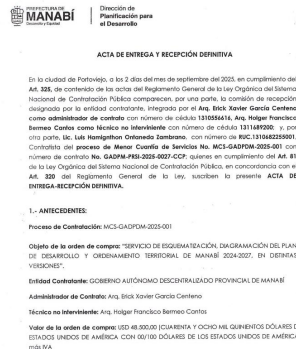 PREFECTURA DE
MANABÍ
Desarrollo y Equidad
Dirección de
Planificación para
el Desarrollo
ACTA DE ENTREGA Y RECEPCIÓN DEFINITIVA
En la ciudad de Portoviejo, a los 2 días del mes de septiembre del 2025, en cumplimiento del
Art. 325, de contenido de las actas del Reglamento General de la Ley Orgánica del Sistema
Nacional de Contratación Pública comparecen, por una parte, la comisión de recepción
designada por la entidad contratante, integrada por el Arq. Erick Xavier García Centeno
como administrador de contrato con número de cédula 1310556616, Arq. Holger Francisco
Bermeo Cantos como técnico no interviniente con número cédula 1311689200; y, por
otra parte, Lic. Luis Hamignthon Ordoneda Zambrano, con número de RUC.1310682255001,
Contratista del proceso de Menor Cuantía de Servicios No. MCS-GADPDM-2025-001 con
número de contrato No. GADPM-PRSI-2025-0027-CCP; quienes en cumplimiento del Art. 81
de la Ley Orgánica del Sistema Nacional de Contratación Pública, en concordancia con el
Art. 320 del Reglamento General de la Ley, suscriben la presente ACTA DE
ENTREGA-RECEPCIÓN DEFINITIVA.
1.- ANTECEDENTES:
Proceso de Contratación: MCS-GADPDM-2025-001
Objeto de la orden de compra: "SERVICIO DE ESQUEMATIZACIÓN, DIAGRAMACIÓN DEL PLAN
DE DESARROLLO Y ORDENAMIENTO TERRITORIAL DE MANABÍ 2024-2027, EN DISTINTAS
VERSIONES".
Entidad Contratante: GOBIERNO AUTÓNOMO DESCENTRALIZADO PROVINCIAL DE MANABÍ
Administrador de Contrato: Arq. Erick Xavier García Centeno
Técnico no interviniente: Arq. Holger Francisco Bermeo Cantos
Valor de la orden de compra: USD 48,500.00 (CUARENTA Y OCHO MIL QUINIENTOS DÓLARES DE
ESTADOS UNIDOS DE AMÉRICA CON 00/100 DÓLARES DE LOS ESTADOS UNIDOS DE AMÉRICA)
más IVA